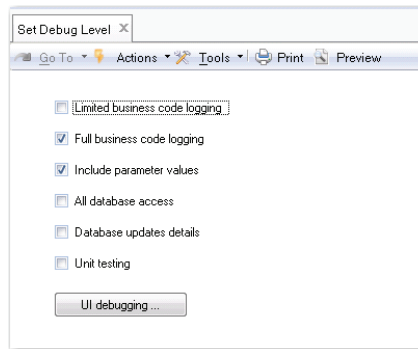 Set Debug Level X
Go To Actions Tools Print Preview
Limited business code logging
Full business code logging
Include parameter values
All database access
Database updates details
Unit testing
UI debugging ...